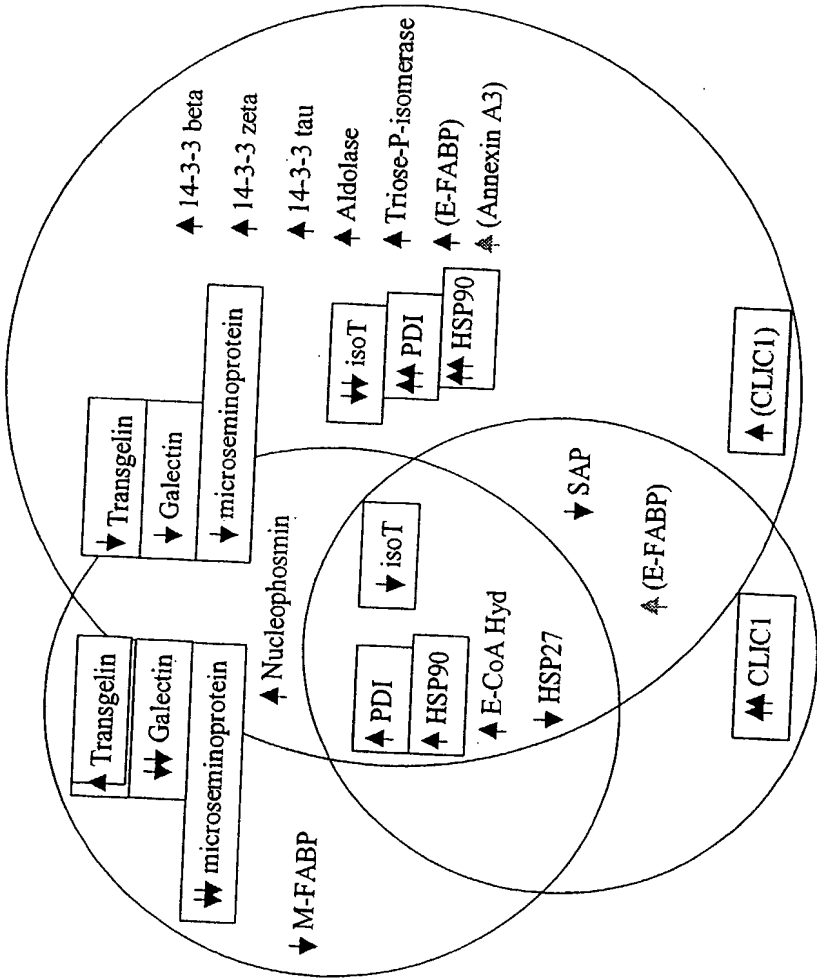 ↑ Transgelin
↓↓ Galectin
↓↓ microseminoprotein
↓ M-FABP
↓ Transgelin
↓ Galectin
↓ microseminoprotein
↑ Nucleophosmin
↑ PDI
↑ HSP90
↑ E-CoA Hyd
↓ HSP27
↓ isoT
↓↓ isoT
↑↑ PDI
↑↑ HSP90
↑ 14-3-3 beta
↑ 14-3-3 zeta
↑ 14-3-3 tau
↑ Aldolase
↑ Triose-P-isomerase
↑ (E-FABP)
↑ (Annexin A3)
↓ SAP
↑ (E-FABP)
↑↑ CLIC1
↑ (CLIC1)